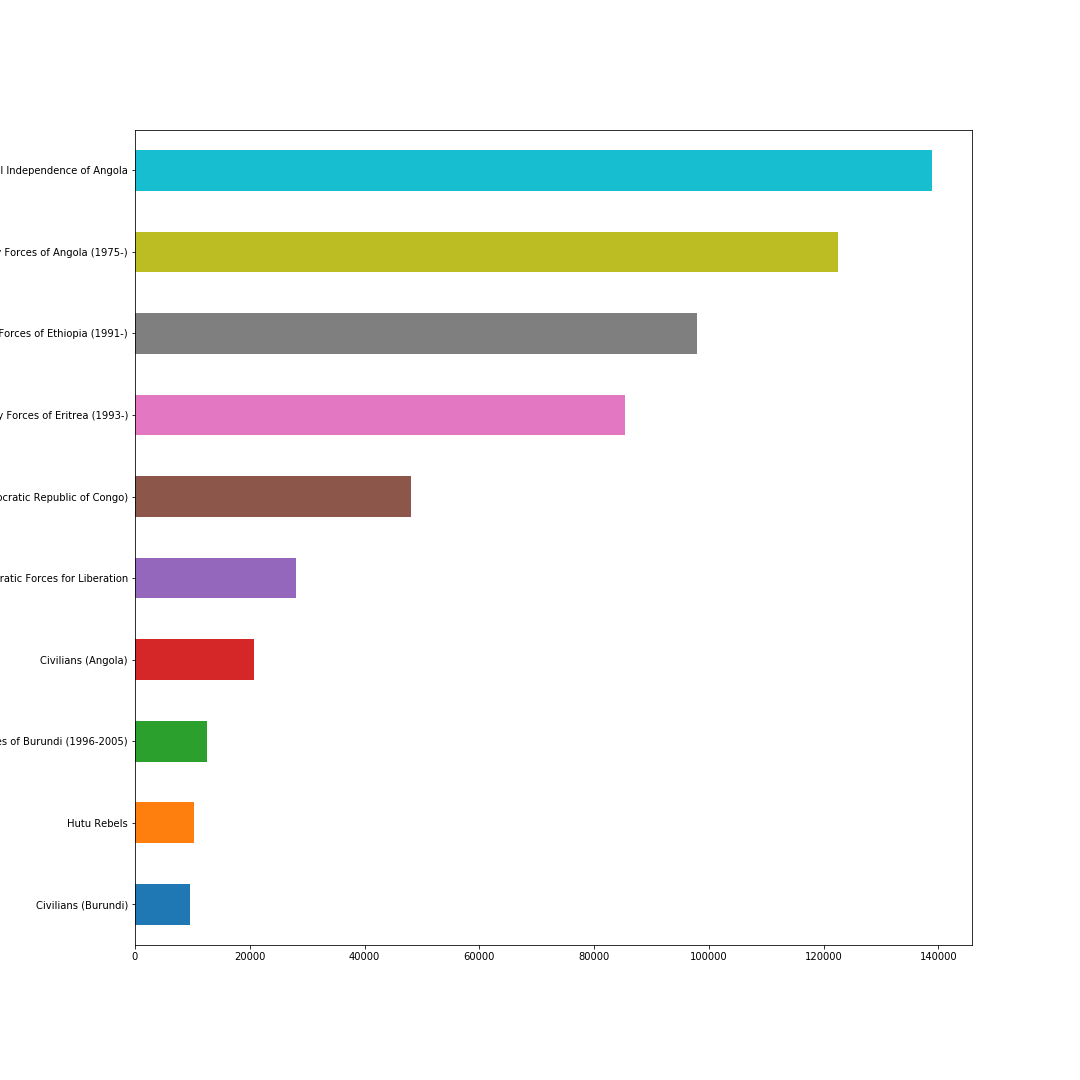 l Independence of Angola
Forces of Angola (1975-)
Forces of Ethiopia (1991-)
Forces of Eritrea (1993-)
ocratic Republic of Congo)
ratic Forces for Liberation
Civilians (Angola)
es of Burundi (1996-2005)
Hutu Rebels
Civilians (Burundi)
0 20000 40000 60000 80000 100000 120000 140000